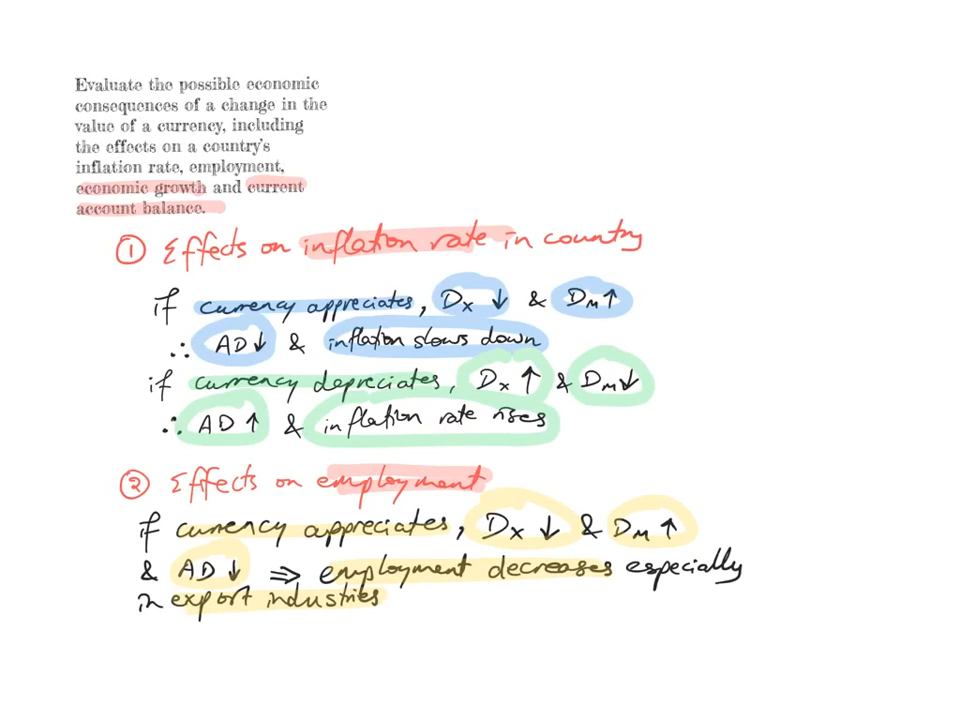 Evaluate the possible economic
consequences of a change in the
value of a currency, including
the effects on a country's
inflation rate, employment,
economic growth and current
account balance.
① Effects on inflation rate in country
if currency appreciates, Dx ↓ & DM ↑
∴ AD ↓ & inflation slows down
if currency depreciates, Dx ↑ & DM ↓
∴ AD ↑ & inflation rate rises
② Effects on employment
if currency appreciates, Dx ↓ & DM ↑
& AD ↓ ⇒ employment decreases especially
in export industries